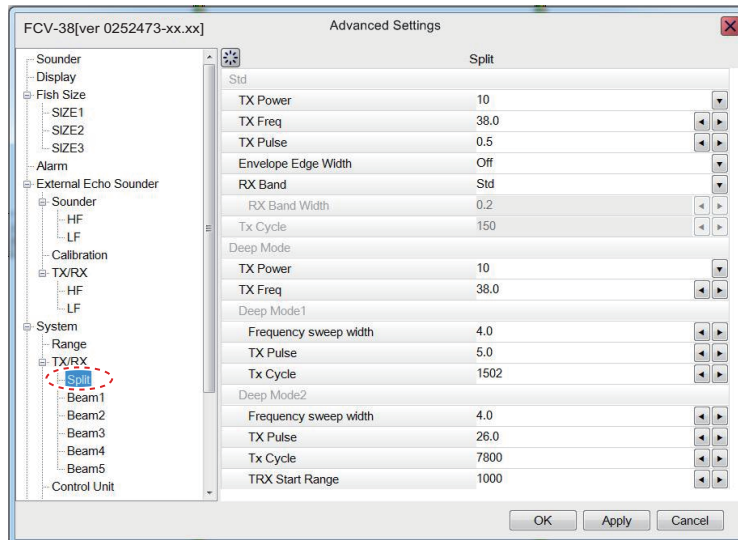 FCV-38[ver 0252473-xx.xx]
Advanced Settings
Sounder
Display
Fish Size
SIZE1
SIZE2
SIZE3
Alarm
External Echo Sounder
Sounder
HF
LF
Calibration
TX/RX
HF
LF
System
Range
TX/RX
Split
Beam1
Beam2
Beam3
Beam4
Beam5
Control Unit
Split
Std
TX Power 10
TX Freq 38.0
TX Pulse 0.5
Envelope Edge Width Off
RX Band Std
RX Band Width 0.2
Tx Cycle 150
Deep Mode
TX Power 10
TX Freq 38.0
Deep Mode1
Frequency sweep width 4.0
TX Pulse 5.0
Tx Cycle 1502
Deep Mode2
Frequency sweep width 4.0
TX Pulse 26.0
Tx Cycle 7800
TRX Start Range 1000
OK Apply Cancel